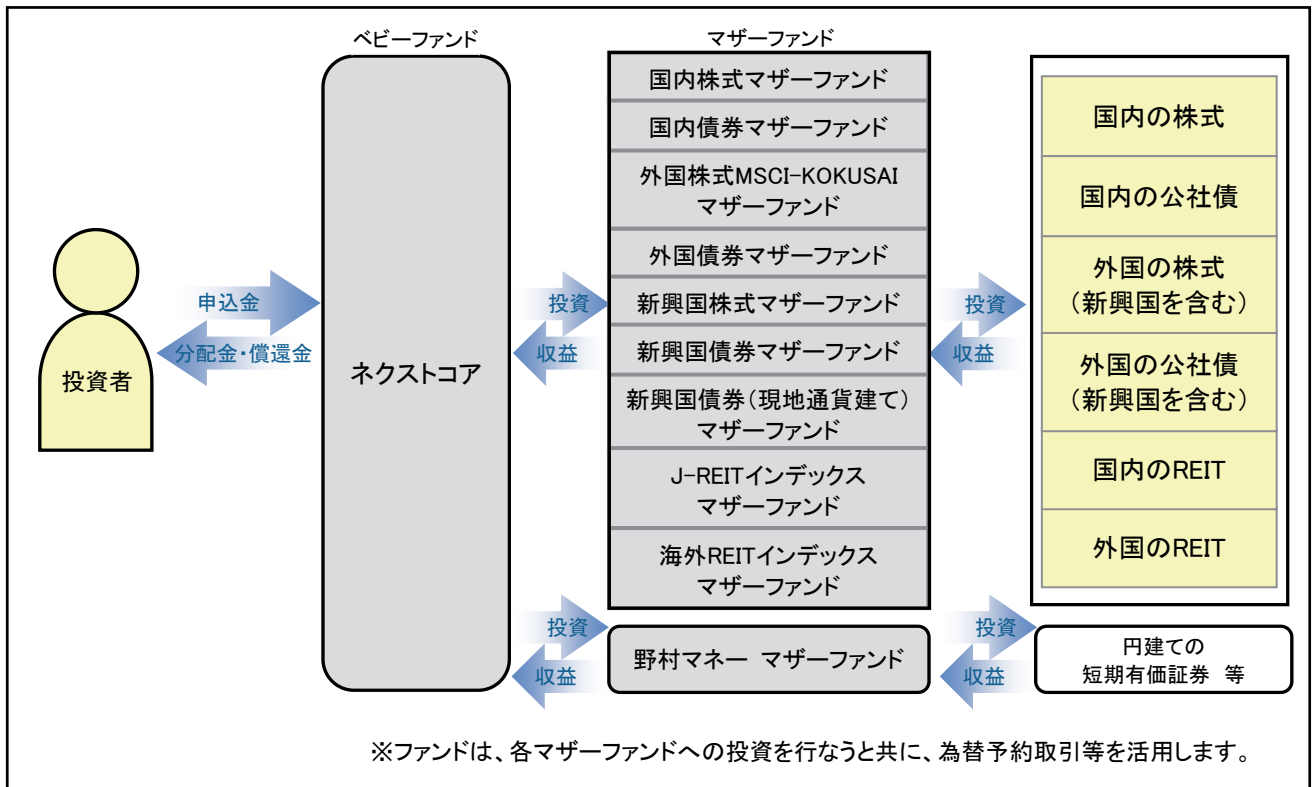 ベビーファンド
マザーファンド
投資者
申込金
分配金・償還金
ネクストコア
投資
収益
国内株式マザーファンド
国内債券マザーファンド
外国株式MSCI-KOKUSAI
マザーファンド
外国債券マザーファンド
新興国株式マザーファンド
新興国債券マザーファンド
新興国債券(現地通貨建て)
マザーファンド
J-REITインデックス
マザーファンド
海外REITインデックス
マザーファンド
投資
収益
国内の株式
国内の公社債
外国の株式
(新興国を含む)
外国の公社債
(新興国を含む)
国内のREIT
外国のREIT
投資
収益
野村マネー マザーファンド
投資
収益
円建ての
短期有価証券 等
※ファンドは、各マザーファンドへの投資を行なうと共に、為替予約取引等を活用します。